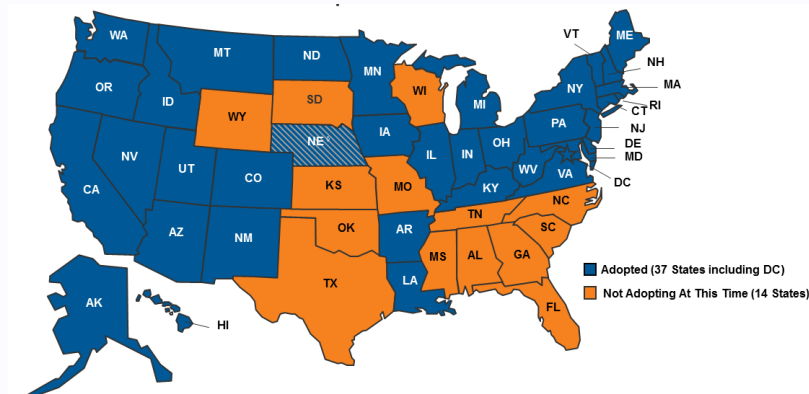 WA
MT
ND
MN
ME
VT
NH
OR
ID
SD
WI
NY
MA
WY
MI
RI
CT
IA
PA
NE
NJ
NV
OH
DE
UT
IL
IN
MD
CO
WV
VA
CA
KS
MO
KY
DC
NC
TN
AZ
NM
OK
AR
SC
MS
AL
GA
Adopted (37 States including DC)
LA
TX
Not Adopting At This Time (14 States)
AK
FL
HI